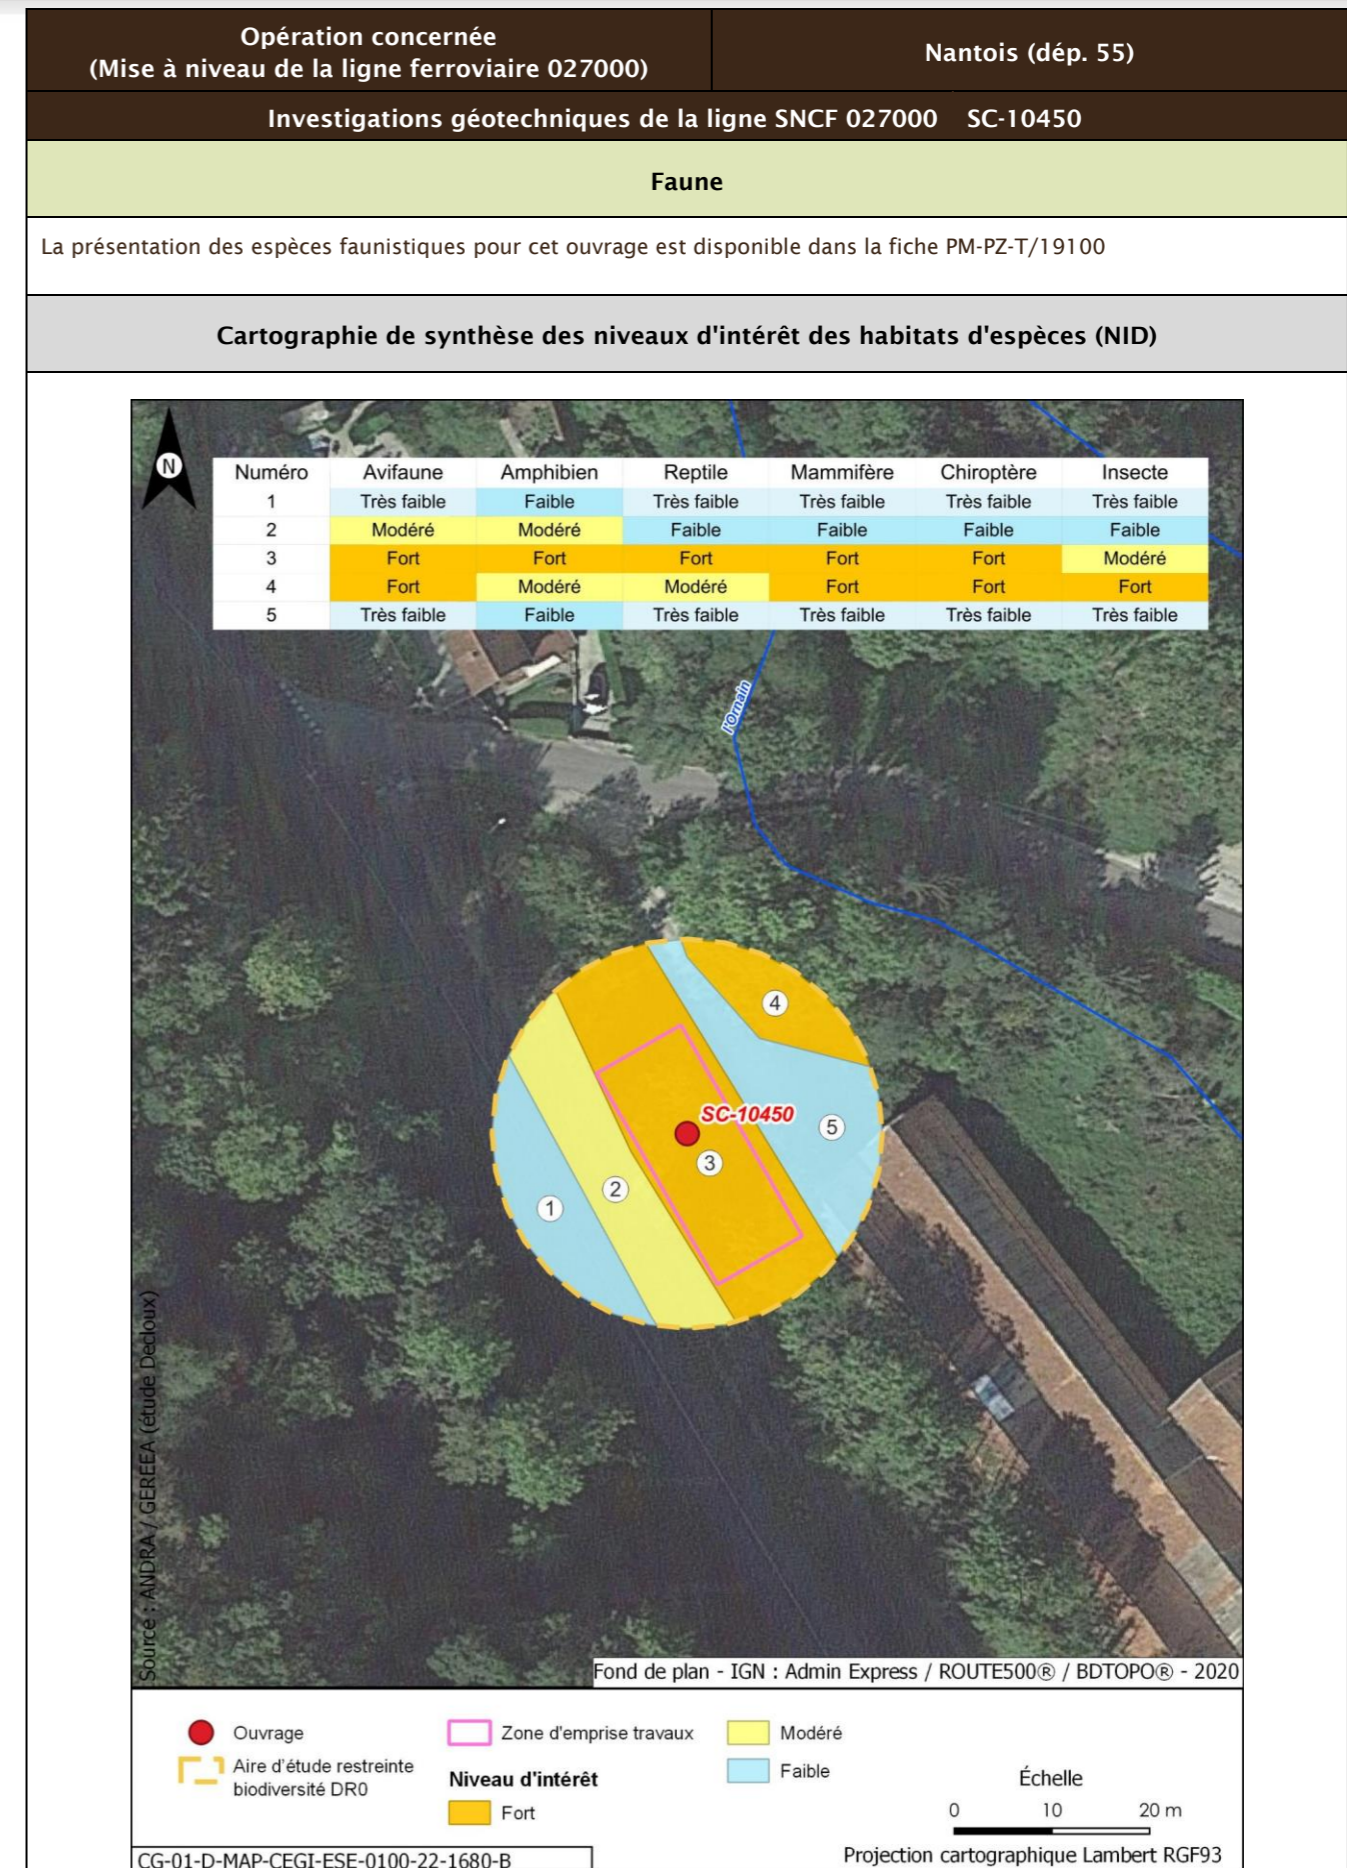 Opération concernée
(Mise à niveau de la ligne ferroviaire 027000)
Nantois (dép. 55)
Investigations géotechniques de la ligne SNCF 027000 SC-10450
Faune
La présentation des espèces faunistiques pour cet ouvrage est disponible dans la fiche PM-PZ-T/19100
Cartographie de synthèse des niveaux d'intérêt des habitats d'espèces (NID)
N
Numéro Avifaune Amphibien Reptile Mammifère Chiroptère Insecte
1 Très faible Faible Très faible Très faible Très faible Très faible
2 Modéré Modéré Faible Faible Faible Faible
3 Fort Fort Fort Fort Fort Modéré
4 Fort Modéré Modéré Fort Fort Fort
5 Très faible Faible Très faible Très faible Très faible Très faible
l'Ornain
4
SC-10450
5
3
2
1
Source : ANDRA / GEREEA (étude Decloux)
Fond de plan - IGN : Admin Express / ROUTE500® / BDTOPO® - 2020
Ouvrage
Aire d'étude restreinte
biodiversité DR0
Zone d'emprise travaux
Niveau d'intérêt
Fort
Modéré
Faible
Échelle
0 10 20 m
Projection cartographique Lambert RGF93
CG-01-D-MAP-CEGI-ESE-0100-22-1680-B